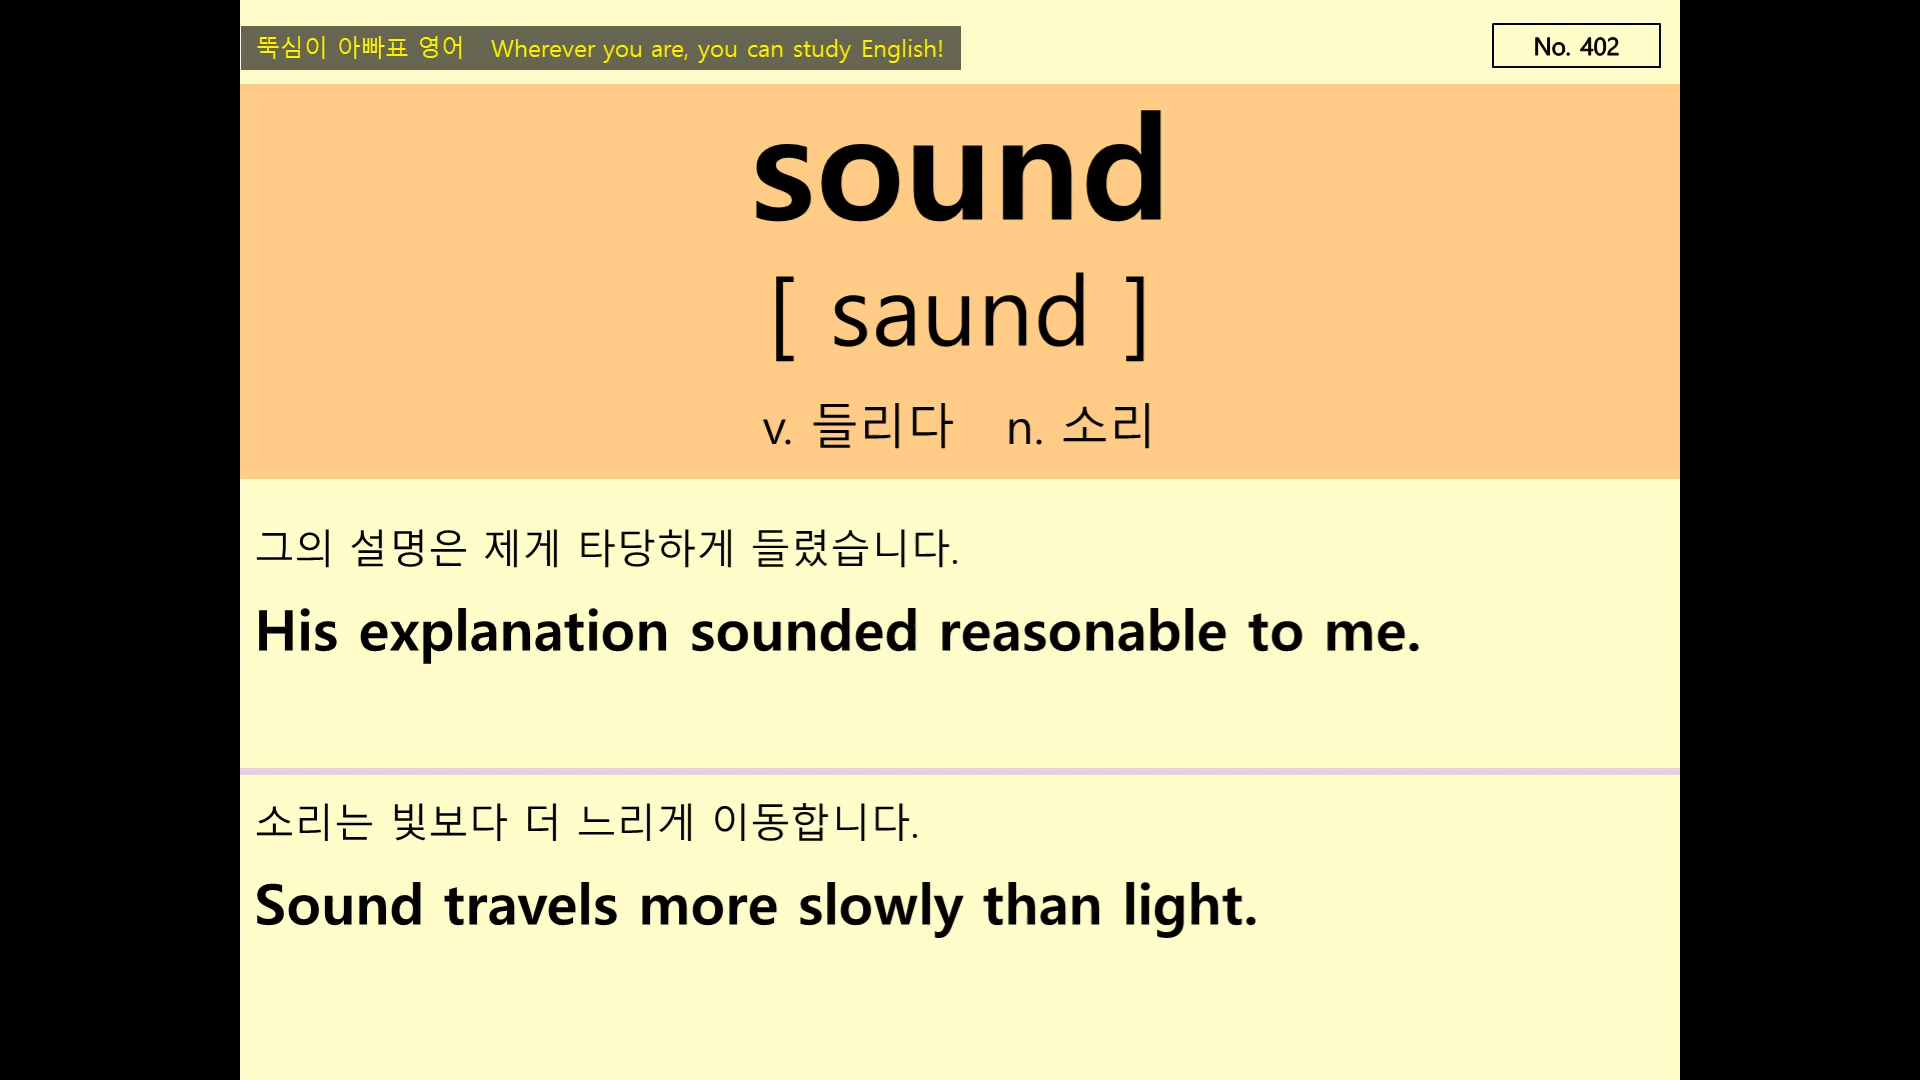 뚝심이 아빠표 영어 Wherever you are, you can study English!
No. 402
sound
[ saund ]
v. 들리다 n. 소리
그의 설명은 제게 타당하게 들렸습니다.
His explanation sounded reasonable to me.
소리는 빛보다 더 느리게 이동합니다.
Sound travels more slowly than light.